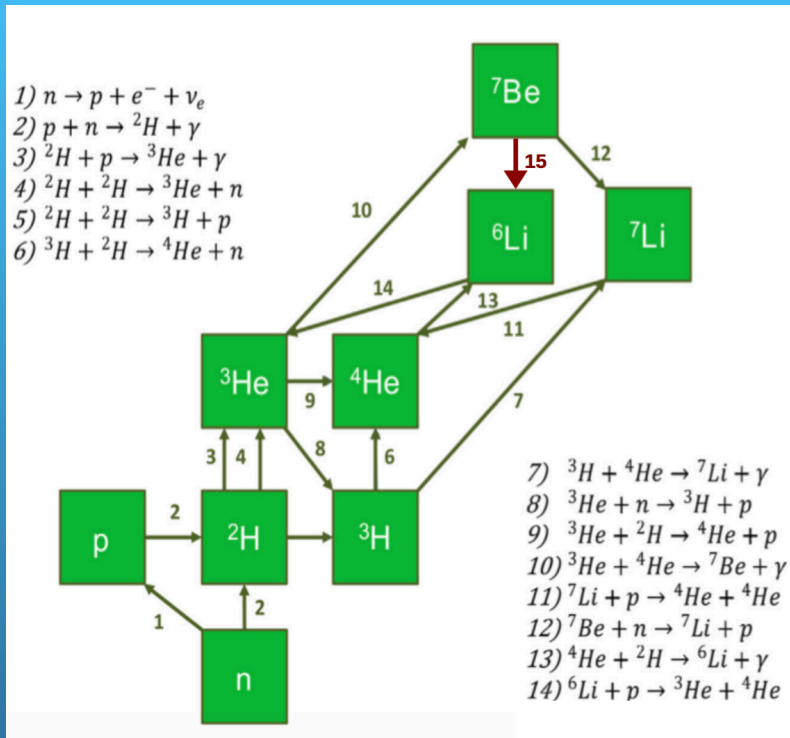 1) n → p + e⁻ + νₑ
2) p + n → ²H + γ
3) ²H + p → ³He + γ
4) ²H + ²H → ³He + n
5) ²H + ²H → ³H + p
6) ³H + ²H → ⁴He + n
⁷Be
15
12
10
⁶Li
⁷Li
14
13
11
³He
⁴He
9
7
3
4
8
6
p
2
²H
³H
1
2
n
7) ³H + ⁴He → ⁷Li + γ
8) ³He + n → ³H + p
9) ³He + ²H → ⁴He + p
10) ³He + ⁴He → ⁷Be + γ
11) ⁷Li + p → ⁴He + ⁴He
12) ⁷Be + n → ⁷Li + p
13) ⁴He + ²H → ⁶Li + γ
14) ⁶Li + p → ³He + ⁴He